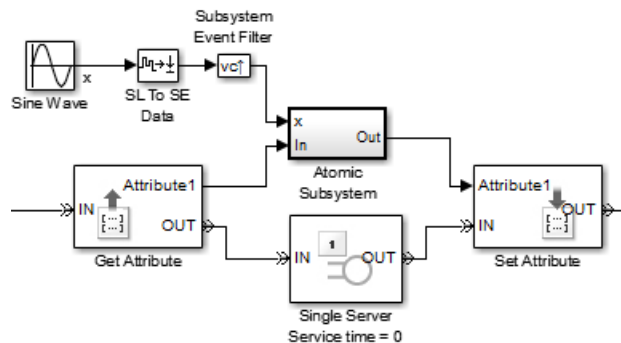 Subsystem
Event Filter
vc↑
x
Sine Wave
SL To SE
Data
x
In
Out
Atomic
Subsystem
Attribute1
IN
[...]
OUT
Get Attribute
IN
1
OUT
Single Server
Service time = 0
Attribute1
IN
[...]
OUT
Set Attribute